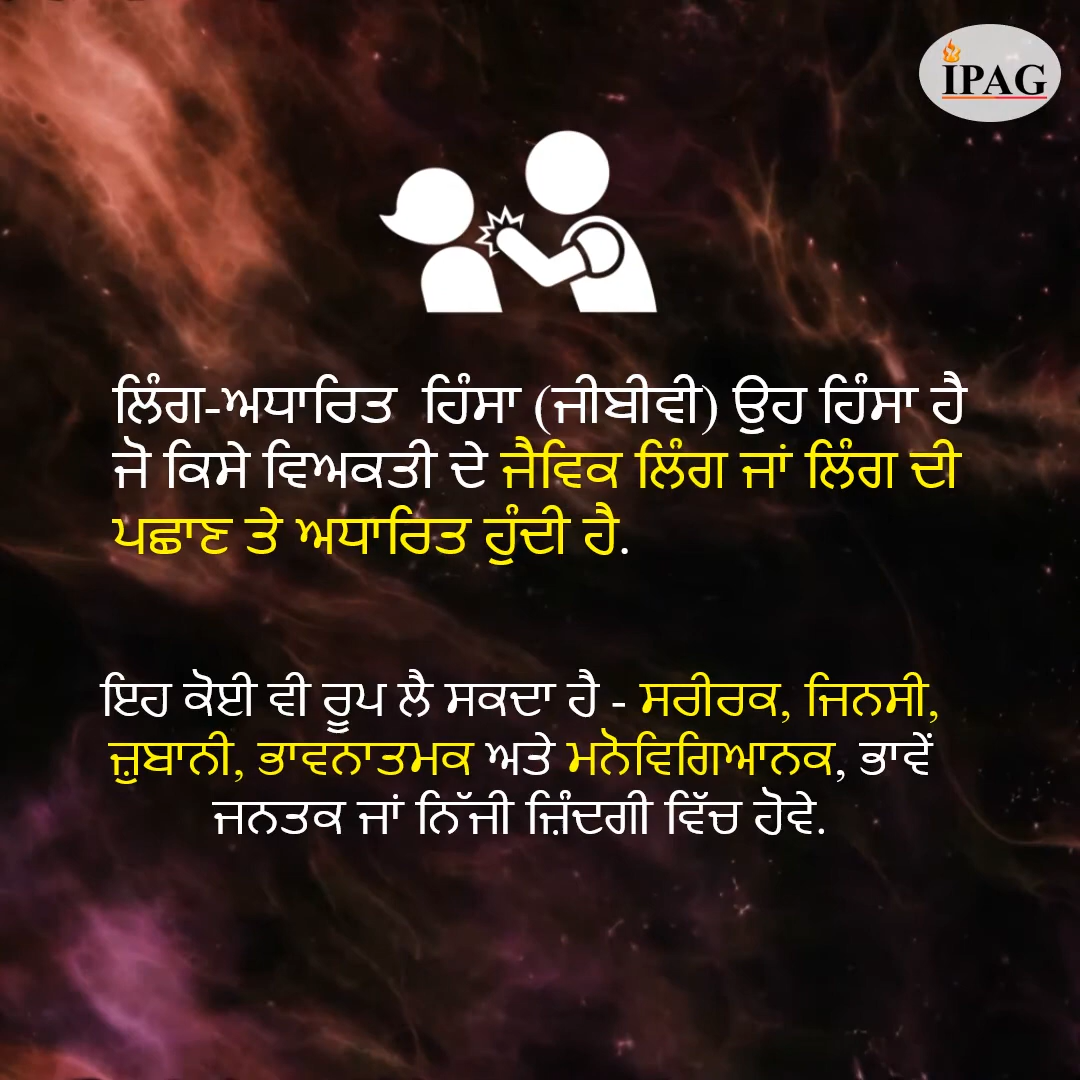 IPAG
ਲਿੰਗ-ਅਧਾਰਿਤ ਹਿੰਸਾ (ਜੀਬੀਵੀ) ਉਹ ਹਿੰਸਾ ਹੈ
ਜੋ ਕਿਸੇ ਵਿਅਕਤੀ ਦੇ ਜੈਵਿਕ ਲਿੰਗ ਜਾਂ ਲਿੰਗ ਦੀ
ਪਛਾਣ ਤੇ ਅਧਾਰਿਤ ਹੁੰਦੀ ਹੈ.
ਇਹ ਕੋਈ ਵੀ ਰੂਪ ਲੈ ਸਕਦਾ ਹੈ - ਸਰੀਰਕ, ਜਿਨਸੀ,
ਜ਼ੁਬਾਨੀ, ਭਾਵਨਾਤਮਕ ਅਤੇ ਮਨੋਵਿਗਿਆਨਕ, ਭਾਵੇਂ
ਜਨਤਕ ਜਾਂ ਨਿੱਜੀ ਜ਼ਿੰਦਗੀ ਵਿੱਚ ਹੋਵੇ.